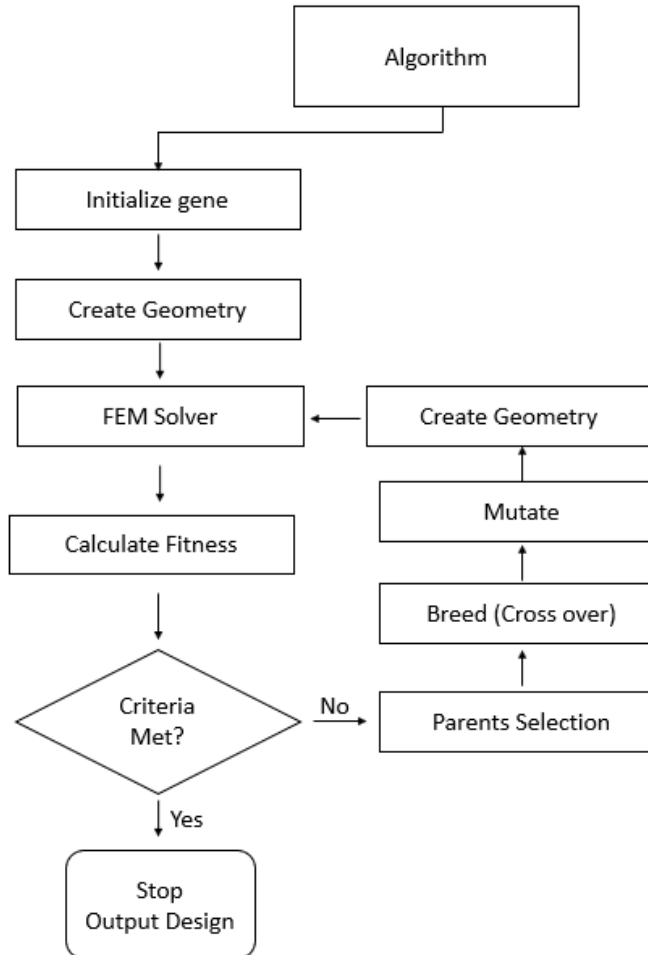 Algorithm
Initialize gene
Create Geometry
FEM Solver
Create Geometry
Mutate
Calculate Fitness
Breed (Cross over)
Criteria
Met?
No
Parents Selection
Yes
Stop
Output Design